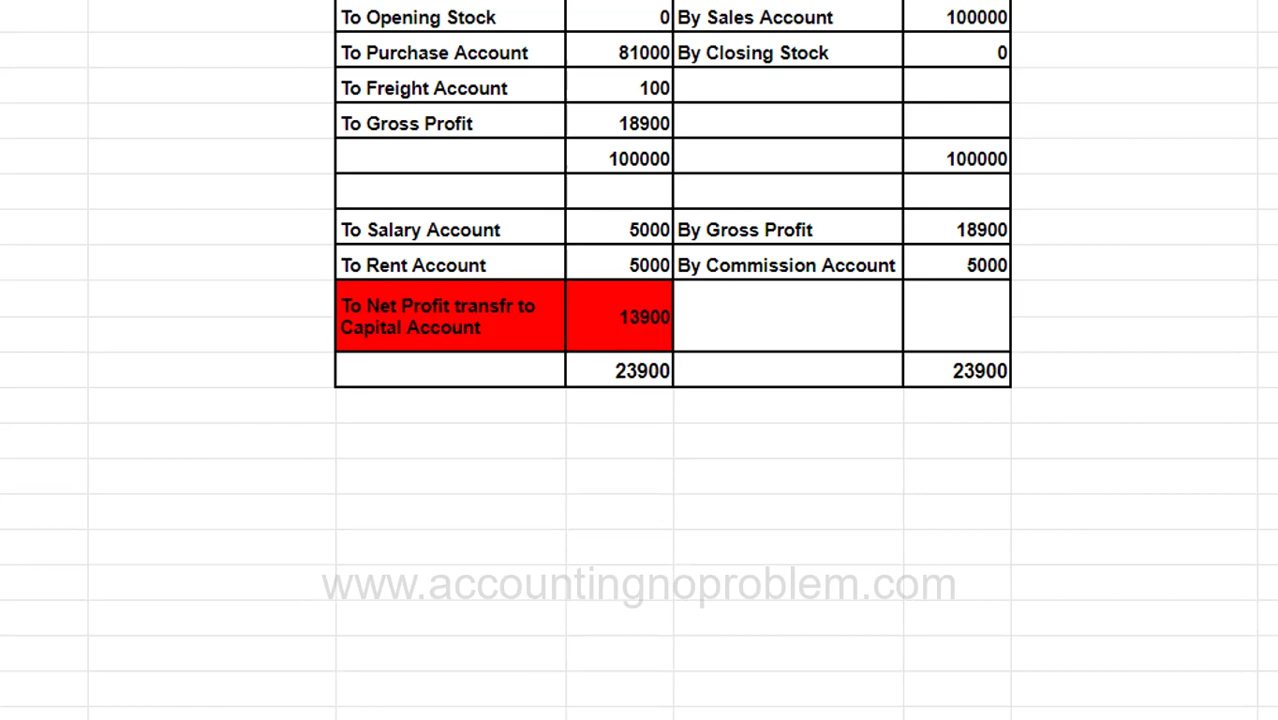 To Opening Stock 0 By Sales Account 100000
To Purchase Account 81000 By Closing Stock 0
To Freight Account 100
To Gross Profit 18900
100000 100000
To Salary Account 5000 By Gross Profit 18900
To Rent Account 5000 By Commission Account 5000
To Net Profit transfr to
Capital Account 13900
23900 23900
www.accountingnoproblem.com